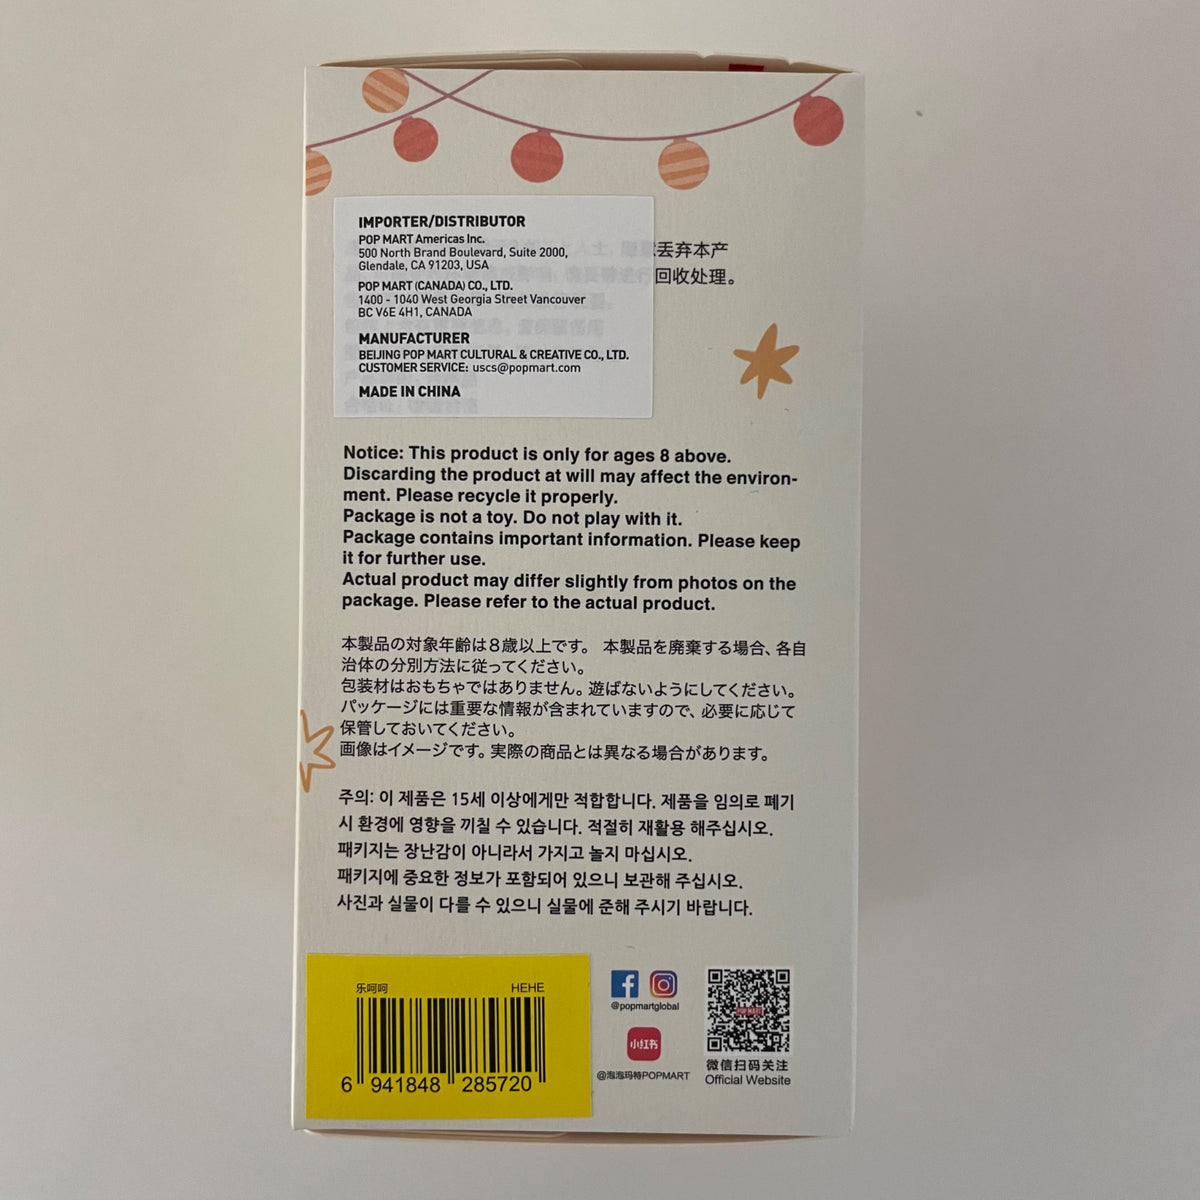 IMPORTER/DISTRIBUTOR
POP MART Americas Inc.
500 North Brand Boulevard, Suite 2000,
Glendale, CA 91203, USA
POP MART (CANADA) CO., LTD.
1400 - 1040 West Georgia Street Vancouver
BC V6E 4H1, CANADA
MANUFACTURER
BEIJING POP MART CULTURAL & CREATIVE CO., LTD.
CUSTOMER SERVICE: uscs@popmart.com
MADE IN CHINA
丢弃本产
回收处理。
Notice: This product is only for ages 8 above.
Discarding the product at will may affect the environ-
ment. Please recycle it properly.
Package is not a toy. Do not play with it.
Package contains important information. Please keep
it for further use.
Actual product may differ slightly from photos on the
package. Please refer to the actual product.
本製品の対象年齢は8歳以上です。 本製品を廃棄する場合、各自
治体の分別方法に従ってください。
包装材はおもちゃではありません。遊ばないようにしてください。
パッケージには重要な情報が含まれていますので、必要に応じて
保管しておいてください。
画像はイメージです。実際の商品とは異なる場合があります。
주의: 이 제품은 15세 이상에게만 적합합니다. 제품을 임의로 폐기
시 환경에 영향을 끼칠 수 있습니다. 적절히 재활용 해주십시오.
패키지는 장난감이 아니라서 가지고 놀지 마십시오.
패키지에 중요한 정보가 포함되어 있으니 보관해 주십시오.
사진과 실물이 다를 수 있으니 실물에 준해 주시기 바랍니다.
乐呵呵 HEHE
6 941848 285720
@popmartglobal
小红书
@泡泡玛特POPMART
POP MART
微信扫码关注
Official Website